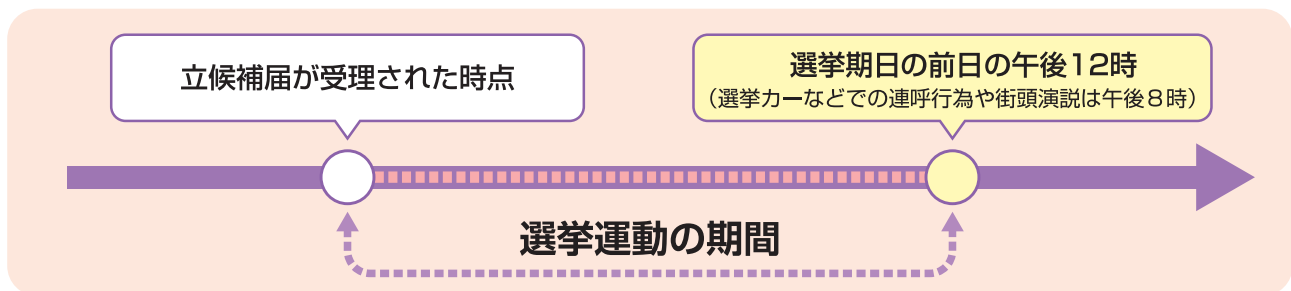 立候補届が受理された時点
選挙期日の前日の午後12時
（選挙カーなどでの連呼行為や街頭演説は午後８時）
選挙運動の期間